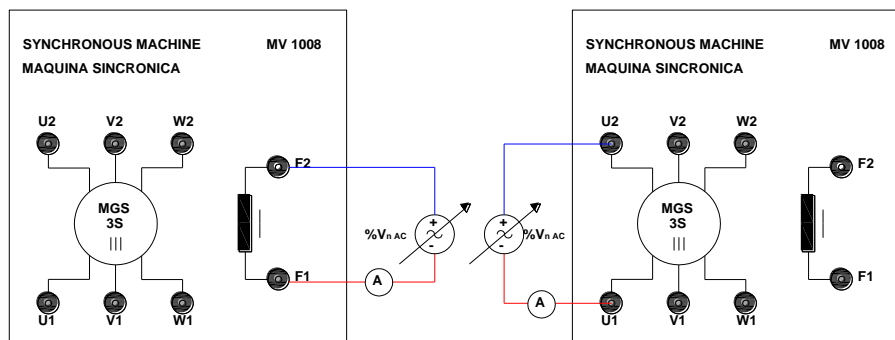 SYNCHRONOUS MACHINE MV 1008
MAQUINA SINCRONICA
U2 V2 W2
F2
MGS
3S
%Vn AC
+
-
F1
A
U1 V1 W1
SYNCHRONOUS MACHINE MV 1008
MAQUINA SINCRONICA
U2 V2 W2
F2
MGS
3S
%Vn AC
+
-
F1
A
U1 V1 W1